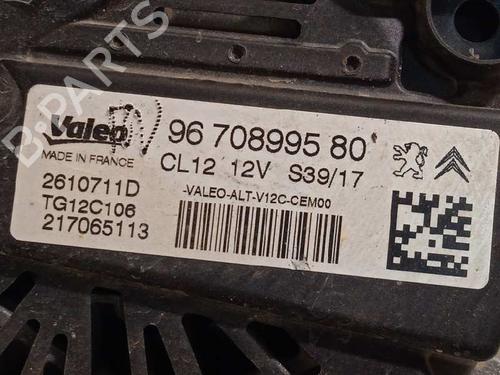 Valeo
MADE IN FRANCE
96 708995 80
CL12 12V S39/17
2610711D
TG12C106
217065113
-VALEO-ALT-V12C-CEM00
B-PARTS